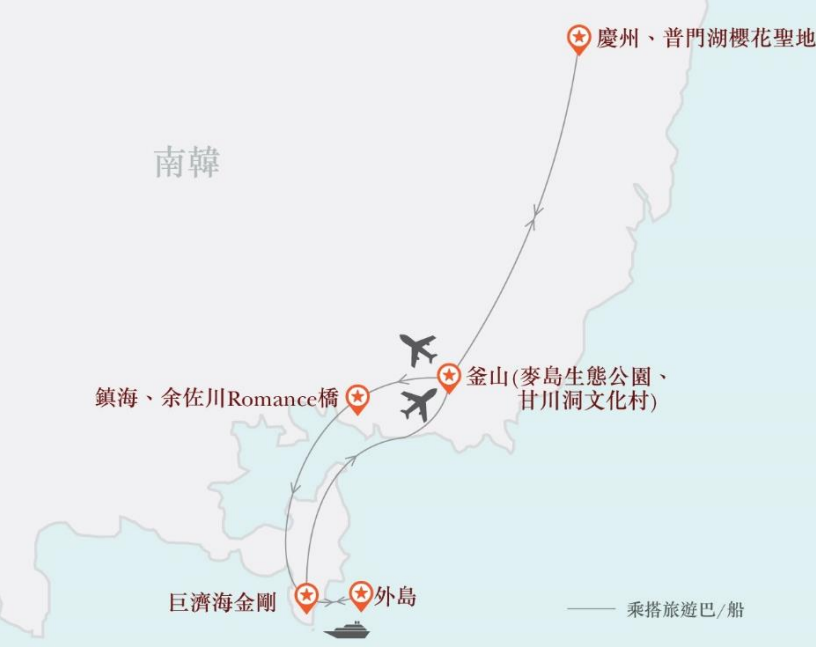 慶州、普門湖櫻花聖地
南韓
釜山(麥島生態公園、
甘川洞文化村)
鎮海、余佐川Romance橋
巨濟海金剛
外島
乘搭旅遊巴/船